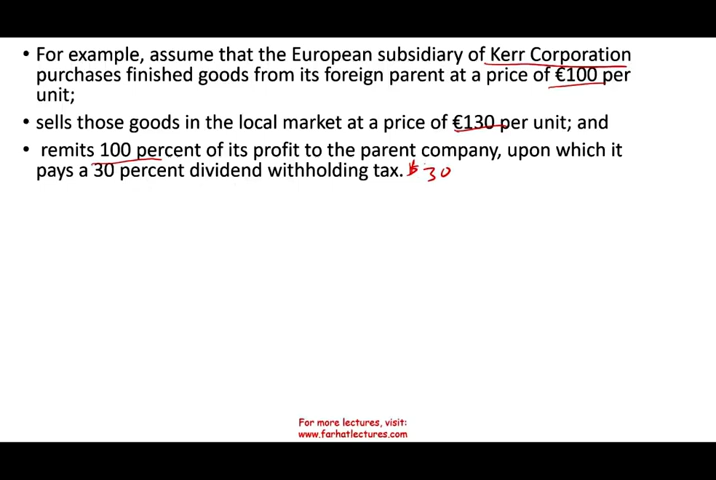 • For example, assume that the European subsidiary of Kerr Corporation
purchases finished goods from its foreign parent at a price of €100 per
unit;
• sells those goods in the local market at a price of €130 per unit; and
• remits 100 percent of its profit to the parent company, upon which it
pays a 30 percent dividend withholding tax. $30
For more lectures, visit:
www.farhatlectures.com